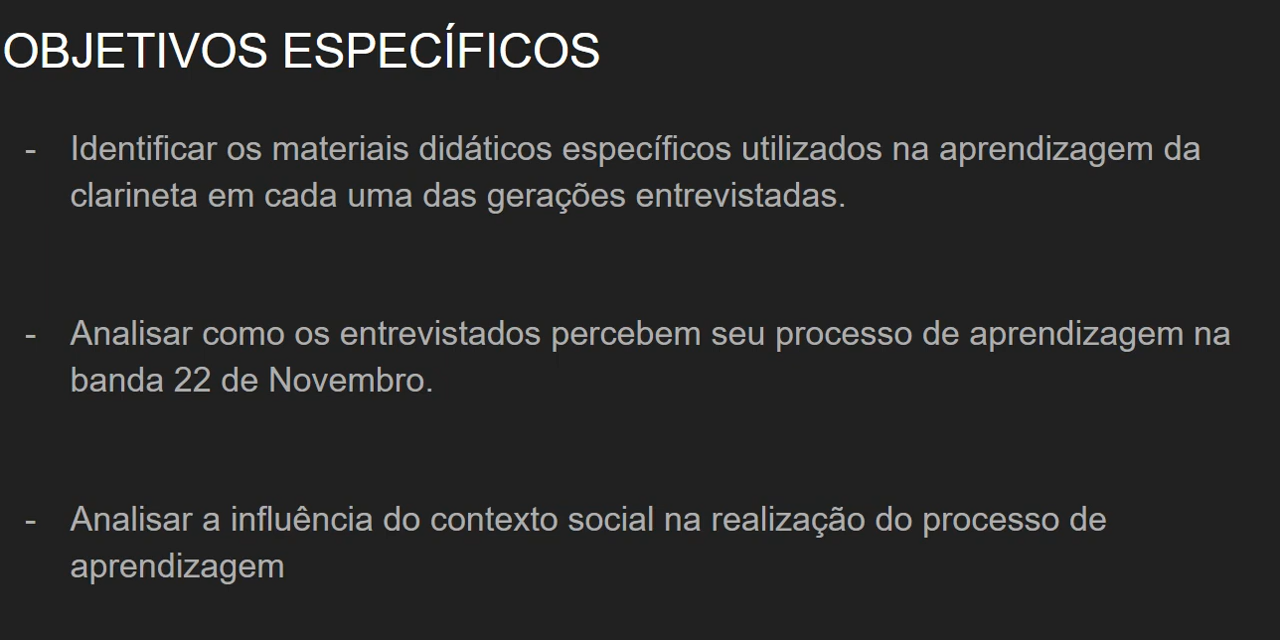 OBJETIVOS ESPECÍFICOS
- Identificar os materiais didáticos específicos utilizados na aprendizagem da
clarineta em cada uma das gerações entrevistadas.
- Analisar como os entrevistados percebem seu processo de aprendizagem na
banda 22 de Novembro.
- Analisar a influência do contexto social na realização do processo de
aprendizagem